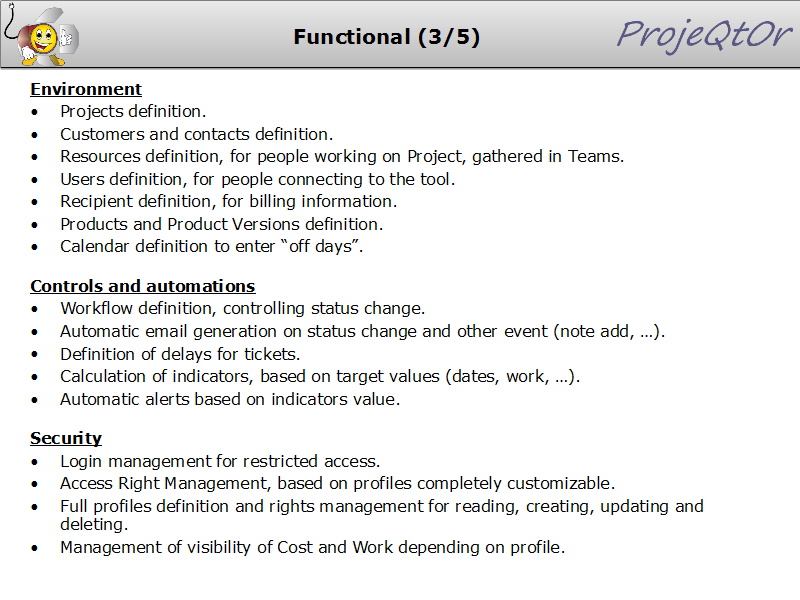 Functional (3/5)
ProjeQtOr
Environment
• Projects definition.
• Customers and contacts definition.
• Resources definition, for people working on Project, gathered in Teams.
• Users definition, for people connecting to the tool.
• Recipient definition, for billing information.
• Products and Product Versions definition.
• Calendar definition to enter “off days”.
Controls and automations
• Workflow definition, controlling status change.
• Automatic email generation on status change and other event (note add, …).
• Definition of delays for tickets.
• Calculation of indicators, based on target values (dates, work, …).
• Automatic alerts based on indicators value.
Security
• Login management for restricted access.
• Access Right Management, based on profiles completely customizable.
• Full profiles definition and rights management for reading, creating, updating and
deleting.
• Management of visibility of Cost and Work depending on profile.